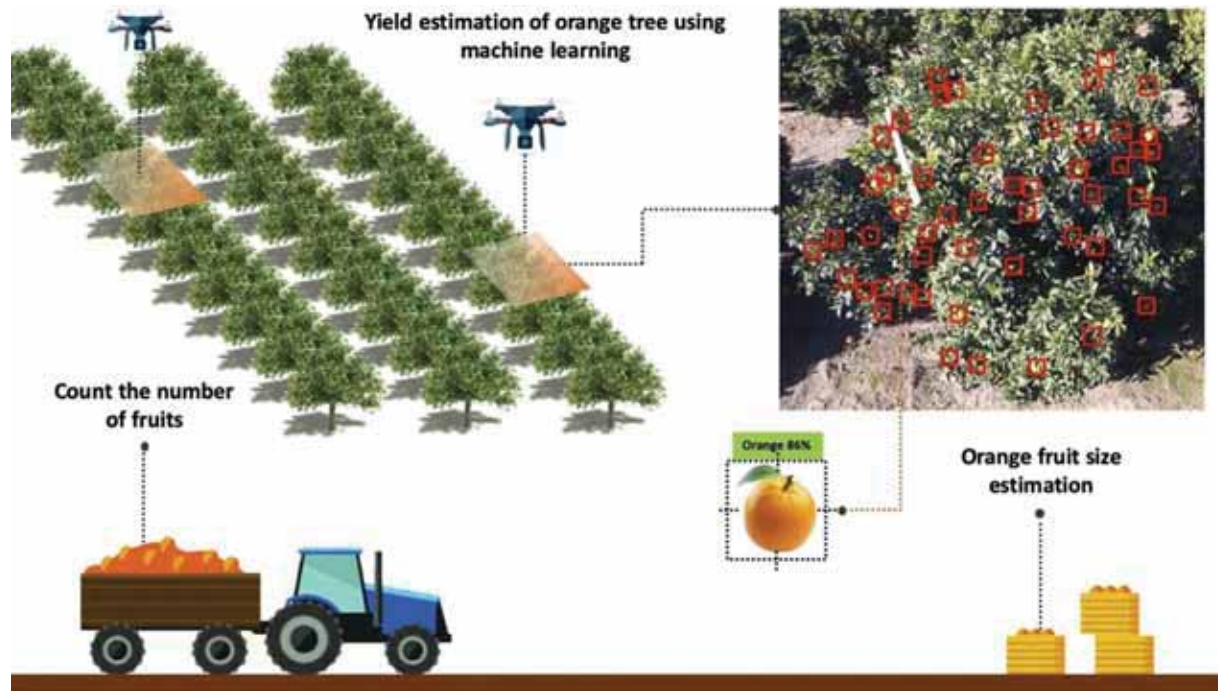 Yield estimation of orange tree using
machine learning
Count the number
of fruits
Orange 86%
Orange fruit size
estimation